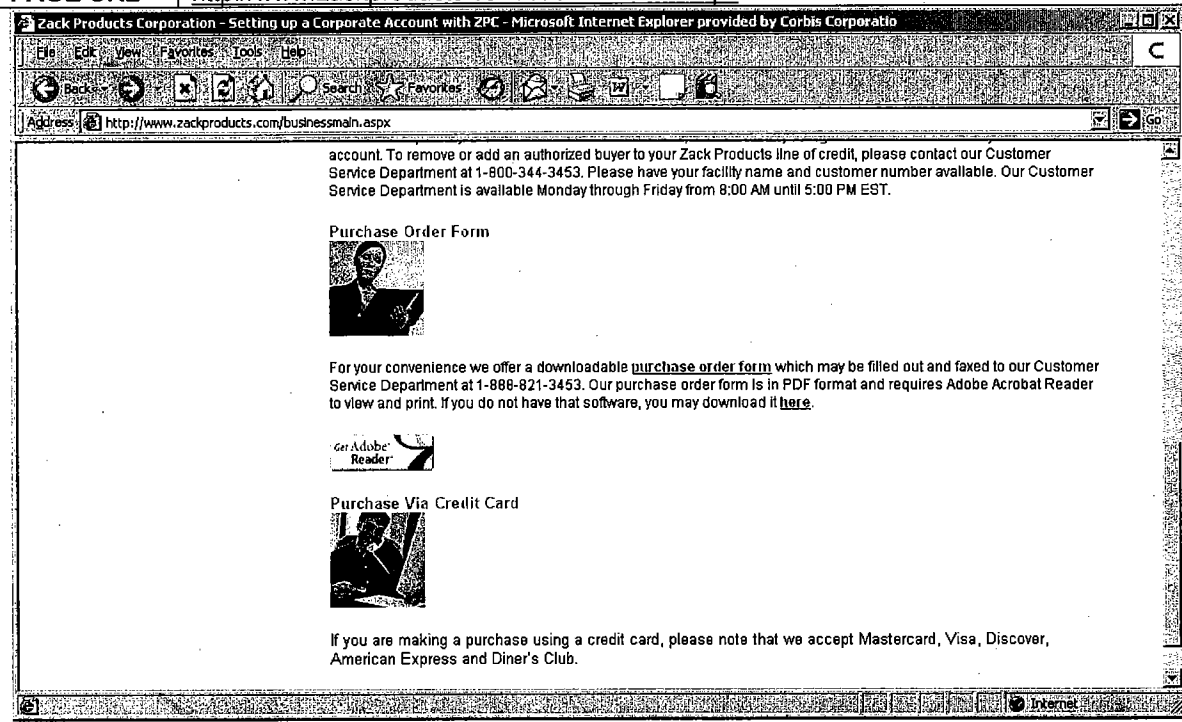 Zack Products Corporation - Setting up a Corporate Account with ZPC - Microsoft Internet Explorer provided by Corbis Corporatio
File Edit View Favorites Tools Help
Back Search Favorites
Address http://www.zackproducts.com/businessmain.aspx Go
account. To remove or add an authorized buyer to your Zack Products line of credit, please contact our Customer
Service Department at 1-800-344-3453. Please have your facility name and customer number available. Our Customer
Service Department is available Monday through Friday from 8:00 AM until 5:00 PM EST.
Purchase Order Form
For your convenience we offer a downloadable purchase order form which may be filled out and faxed to our Customer
Service Department at 1-888-821-3453. Our purchase order form is in PDF format and requires Adobe Acrobat Reader
to view and print. If you do not have that software, you may download it here.
Get Adobe
Reader
Purchase Via Credit Card
If you are making a purchase using a credit card, please note that we accept Mastercard, Visa, Discover,
American Express and Diner's Club.
Internet